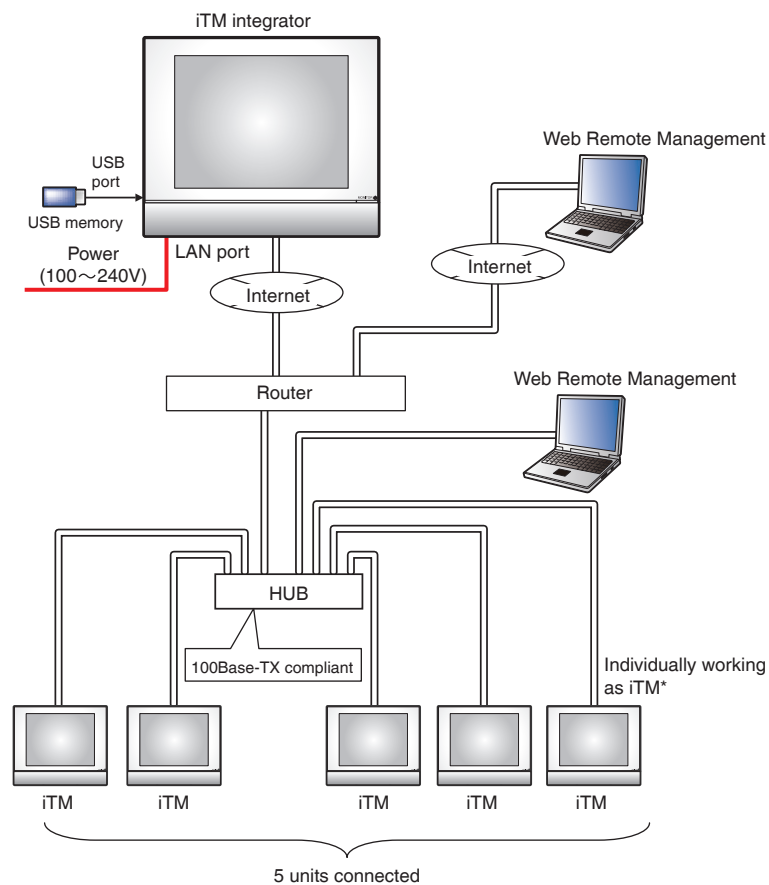 iTM integrator
USB
port
USB memory
Power
(100～240V)
LAN port
Internet
Web Remote Management
Internet
Router
Web Remote Management
HUB
100Base-TX compliant
Individually working
as iTM*
iTM
iTM
iTM
iTM
iTM
5 units connected